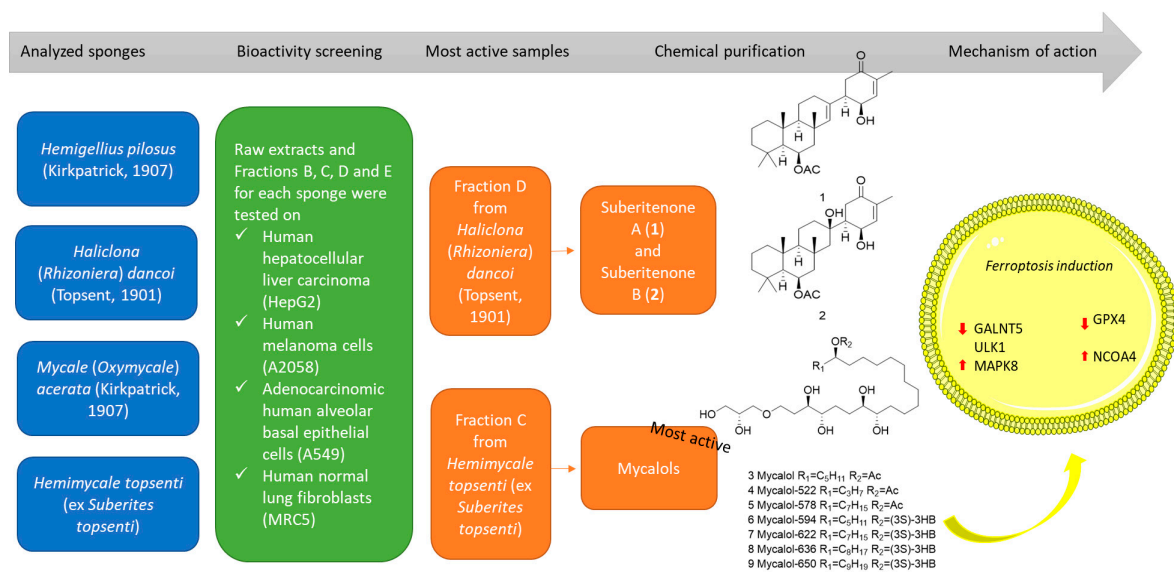 Analyzed sponges
Bioactivity screening
Most active samples
Chemical purification
Mechanism of action
Hemigellius pilosus
(Kirkpatrick, 1907)
Haliclona
(Rhizoniera) dancoi
(Topsent, 1901)
Mycale (Oxymycale)
acerata (Kirkpatrick,
1907)
Hemimycale topsenti
(ex Suberites
topsenti)
Raw extracts and
Fractions B, C, D and E
for each sponge were
tested on
✓ Human
hepatocellular
liver carcinoma
(HepG2)
✓ Human
melanoma cells
(A2058)
✓ Adenocarcinomic
human alveolar
basal epithelial
cells (A549)
✓ Human normal
lung fibroblasts
(MRC5)
Fraction D
from
Haliclona
(Rhizoniera)
dancoi
(Topsent,
1901)
Fraction C
from
Hemimycale
topsenti (ex
Suberites
topsenti)
Suberitenone
A (1)
and
Suberitenone
B (2)
Mycalols
O
H
H
H
OH
OAC
1
O
OH
H
H
H
OH
OAC
2
OR2
R1
OH
OH
HO
O
OH
OH
OH
Most active
3 Mycalol R1=C5H11 R2=Ac
4 Mycalol-522 R1=C3H7 R2=Ac
5 Mycalol-578 R1=C7H15 R2=Ac
6 Mycalol-594 R1=C5H11 R2=(3S)-3HB
7 Mycalol-622 R1=C7H15 R2=(3S)-3HB
8 Mycalol-636 R1=C8H17 R2=(3S)-3HB
9 Mycalol-650 R1=C9H19 R2=(3S)-3HB
Ferroptosis induction
GALNT5
ULK1
MAPK8
GPX4
NCOA4